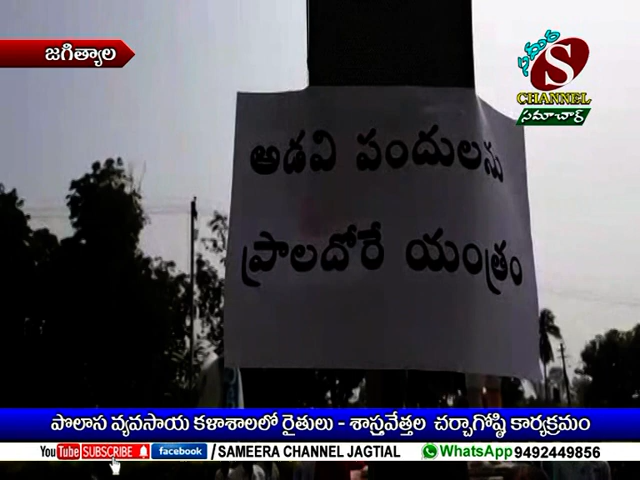 జగిత్యాల
సమీర
S
CHANNEL
సమాచార్
అడవి పందులను
ప్రాలదోరే యంత్రం
పొలాస వ్యవసాయ కళాశాలలో రైతులు - శాస్త్రవేత్తల చర్చాగోష్ఠి కార్యక్రమం
YouTube SUBSCRIBE facebook /SAMEERA CHANNEL JAGTIAL WhatsApp 9492449856